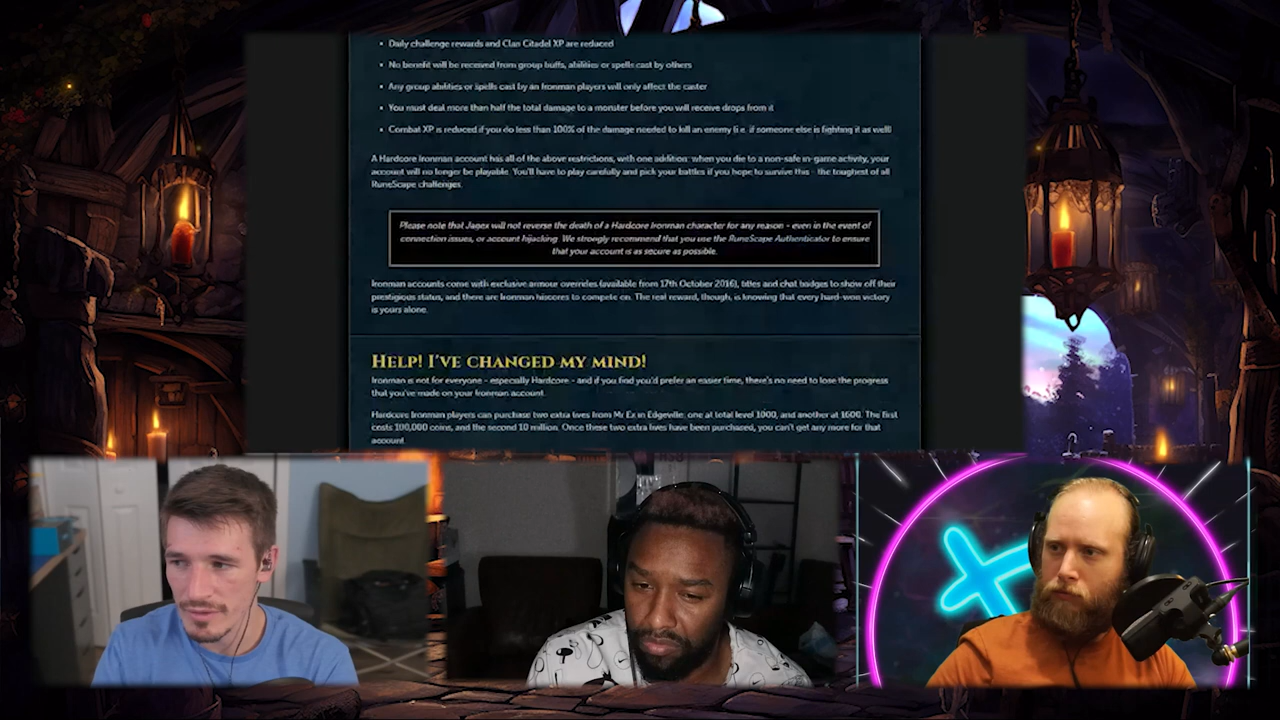 • Daily challenge rewards and Clan Citadel XP are reduced
• No benefit will be received from group buffs, abilities or spells cast by others
• Any group abilities or spells cast by an Ironman players will only affect the caster
• You must deal more than half the total damage to a monster before you will receive drops from it
• Combat XP is reduced if you do less than 100% of the damage needed to kill an enemy (i.e. if someone else is fighting it as well)
A Hardcore Ironman account has all of the above restrictions, with one addition: when you die to a non-safe in-game activity, your
account will no longer be playable. You'll have to play carefully and pick your battles if you hope to survive this - the toughest of all
RuneScape challenges.
Please note that Jagex will not reverse the death of a Hardcore Ironman character for any reason - even in the event of
connection issues, or account hijacking. We strongly recommend that you use the RuneScape Authenticator to ensure
that your account is as secure as possible.
Ironman accounts come with exclusive armour overrides (available from 17th October 2016), titles and chat badges to show off their
prestigious status, and there are Ironman hiscores to compete on. The real reward, though, is knowing that every hard-won victory
is yours alone.
HELP! I'VE CHANGED MY MIND!
Ironman is not for everyone - especially Hardcore - and if you find you'd prefer an easier time, there's no need to lose the progress
that you've made on your Ironman account.
Hardcore Ironman players can purchase two extra lives from Mr Ex in Edgeville: one at total level 1000, and another at 1600. The first
costs 100,000 coins, and the second 10 million. Once these two extra lives have been purchased, you can't get any more for that
account.